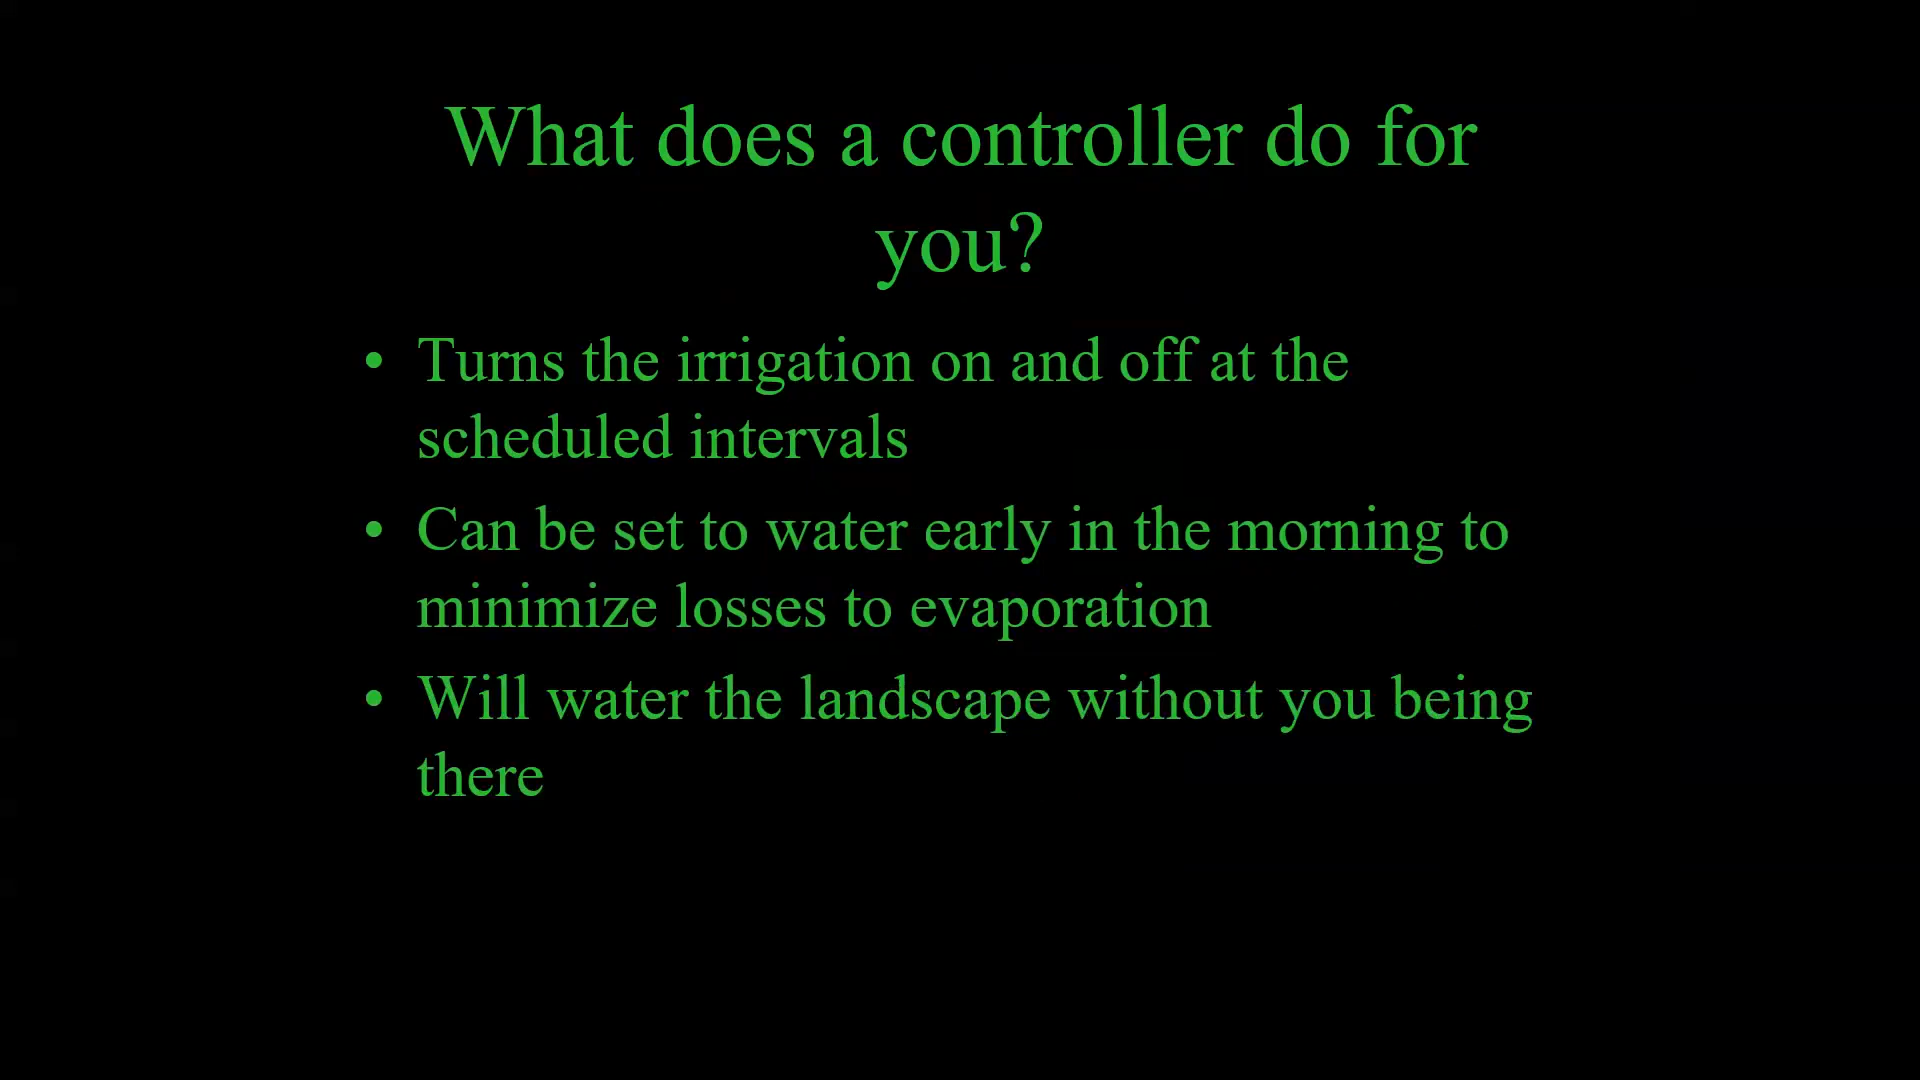 What does a controller do for
you?
• Turns the irrigation on and off at the
scheduled intervals
• Can be set to water early in the morning to
minimize losses to evaporation
• Will water the landscape without you being
there